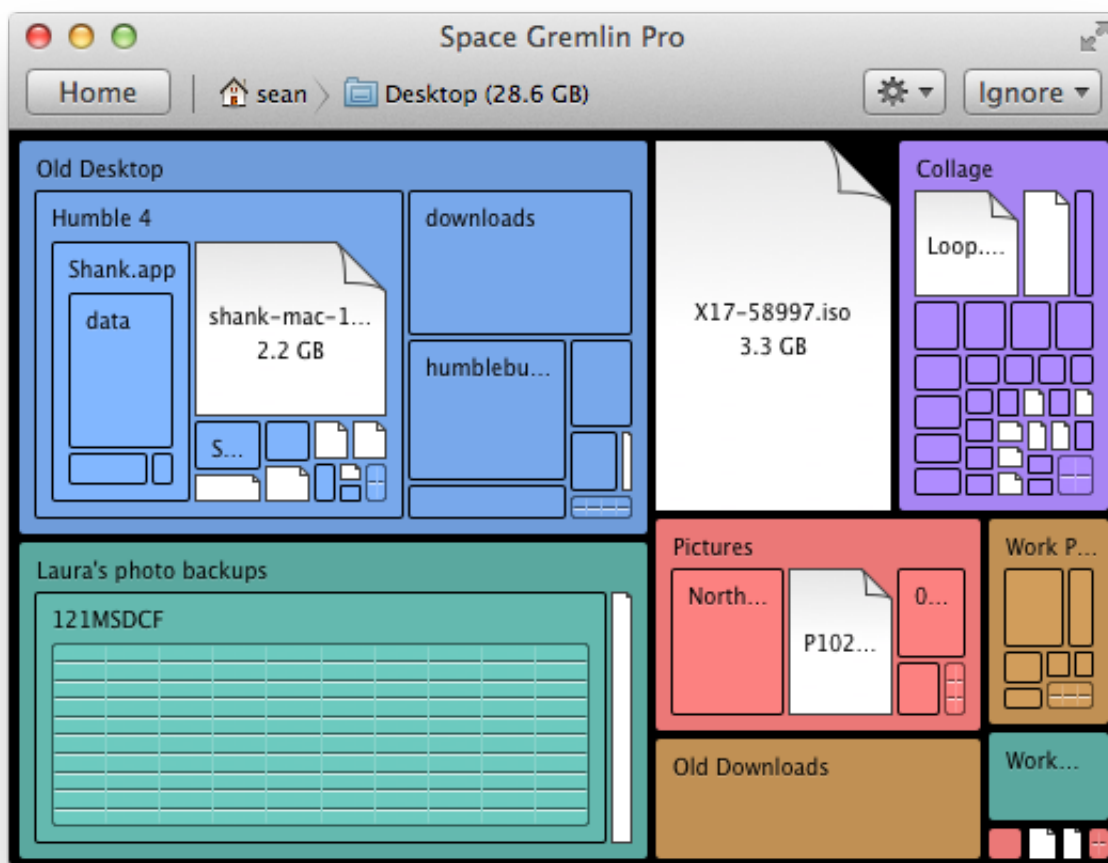 Space Gremlin Pro
Home
sean
Desktop (28.6 GB)
Ignore
Old Desktop
Humble 4
Shank.app
data
shank-mac-1...
2.2 GB
S...
downloads
humblebu...
X17-58997.iso
3.3 GB
Collage
Loop....
Laura's photo backups
121MSDCF
Pictures
North...
P102...
0...
Work P...
Old Downloads
Work...